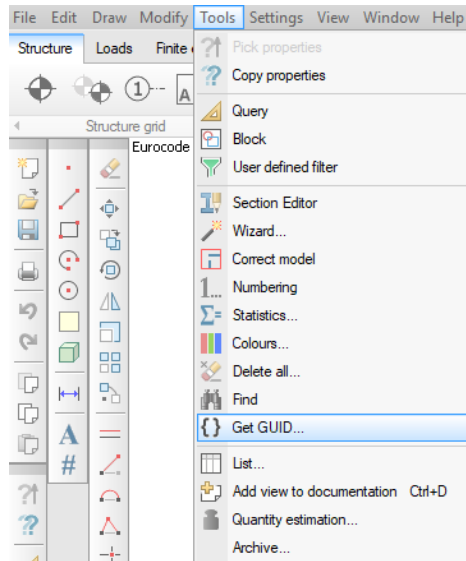 File Edit Draw Modify Tools Settings View Window Help
Structure Loads Finite
Pick properties
Copy properties
1
A
Query
Structure grid
Block
Eurocode
User defined filter
Section Editor
Wizard...
Correct model
1... Numbering
Σ= Statistics...
Colours...
Delete all...
Find
{} Get GUID...
A
#
List...
Add view to documentation Ctrl+D
Quantity estimation...
Archive...